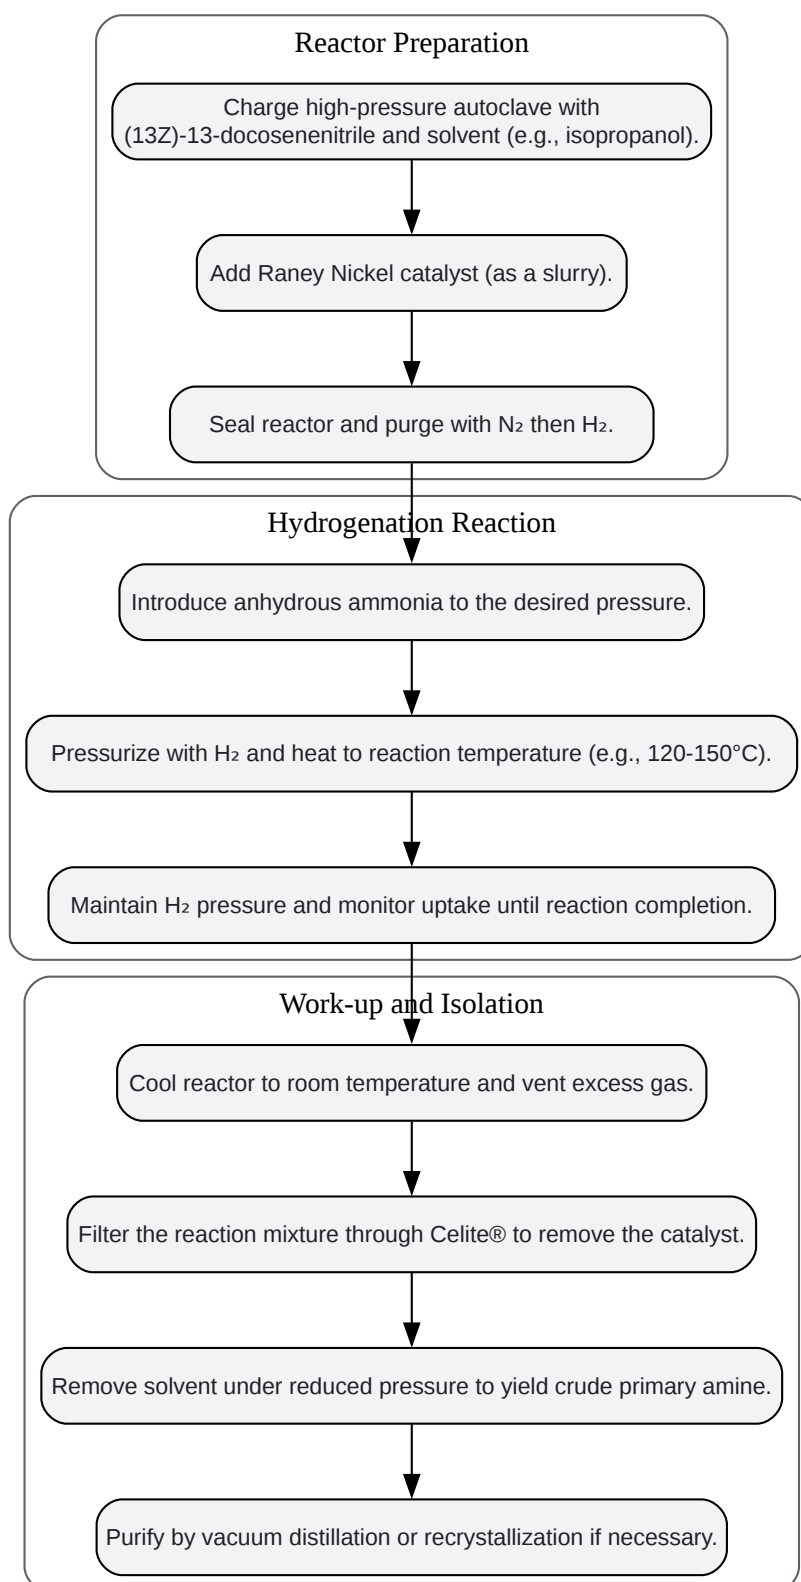 Reactor Preparation
Charge high-pressure autoclave with
(13Z)-13-docosenenitrile and solvent (e.g., isopropanol).
Add Raney Nickel catalyst (as a slurry).
Seal reactor and purge with N₂ then H₂.
Hydrogenation Reaction
Introduce anhydrous ammonia to the desired pressure.
Pressurize with H₂ and heat to reaction temperature (e.g., 120-150°C).
Maintain H₂ pressure and monitor uptake until reaction completion.
Work-up and Isolation
Cool reactor to room temperature and vent excess gas.
Filter the reaction mixture through Celite® to remove the catalyst.
Remove solvent under reduced pressure to yield crude primary amine.
Purify by vacuum distillation or recrystallization if necessary.